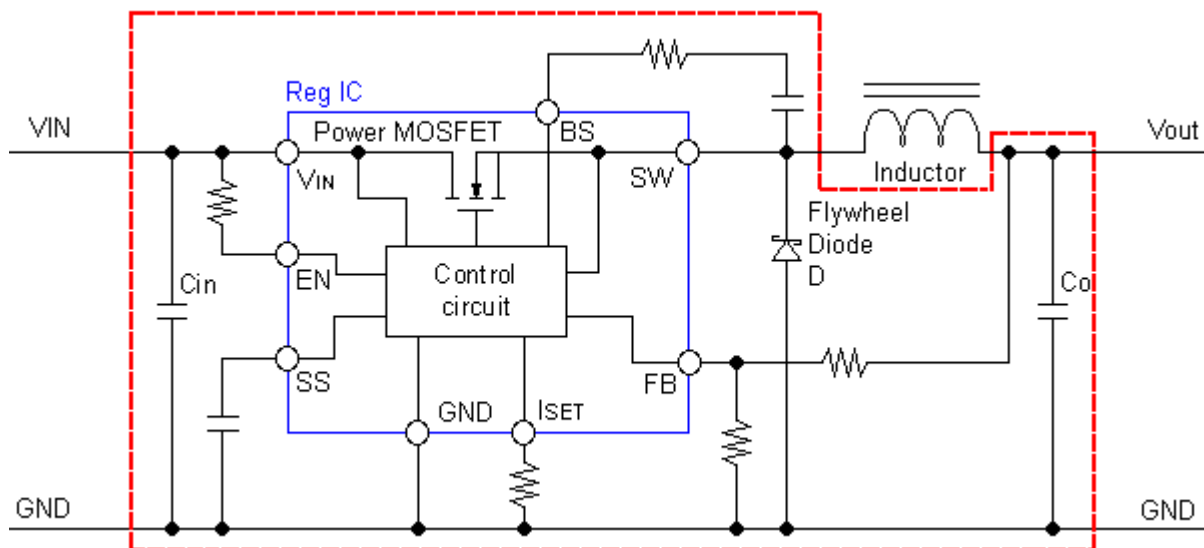 Reg IC
VIN
Power MOSFET
BS
Vout
VIN
SW
Inductor
Flywheel
Diode
D
EN
Control
circuit
Cin
Co
SS
FB
GND
ISET
GND
GND